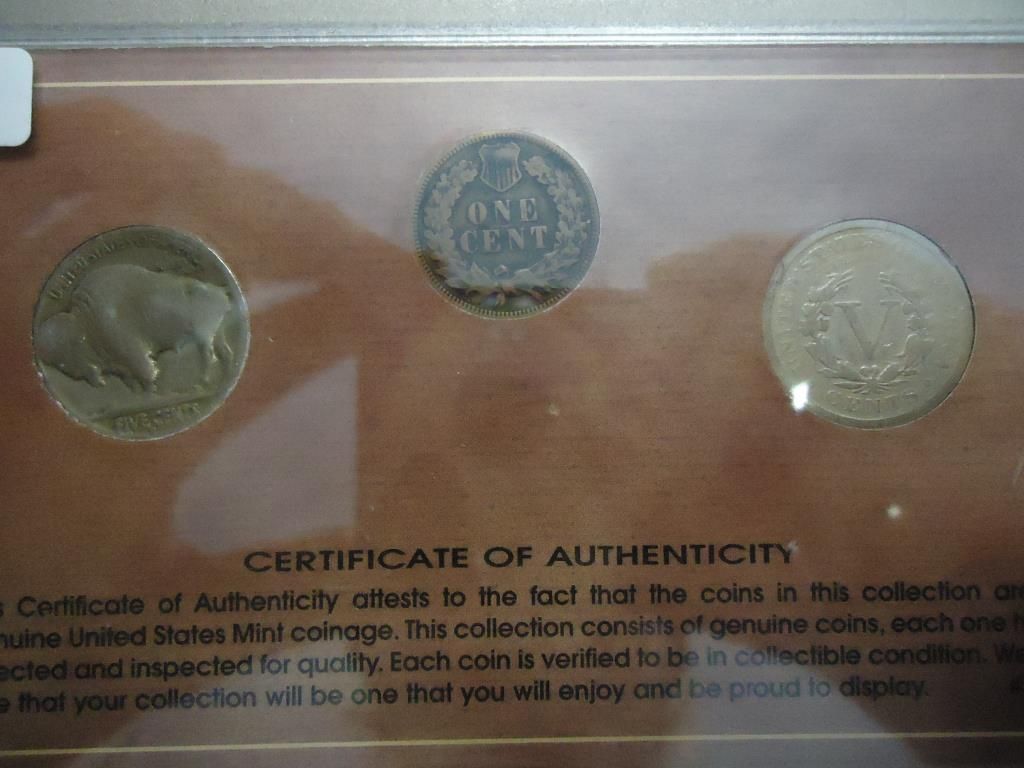 FIVE CENTS
ONE
CENT
V
CENTS
CERTIFICATE OF AUTHENTICITY
s Certificate of Authenticity attests to the fact that the coins in this collection are
nuine United States Mint coinage. This collection consists of genuine coins, each one h
ected and inspected for quality. Each coin is verified to be in collectible condition. We
e that your collection will be one that you will enjoy and be proud to display.